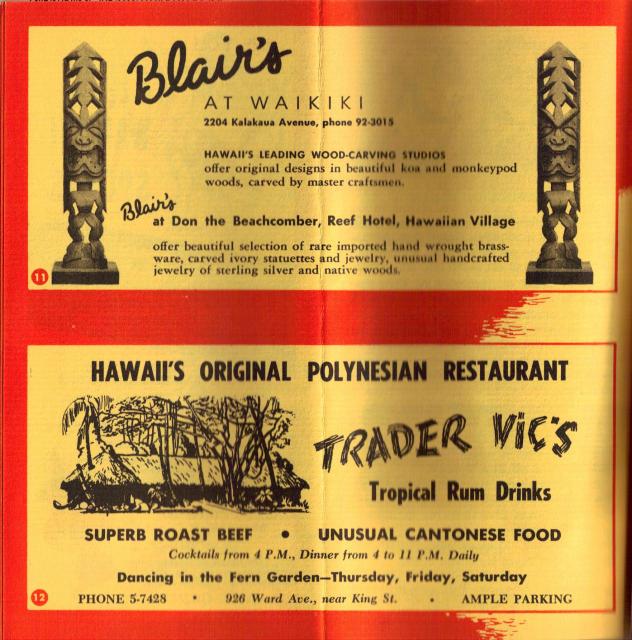 Blair's
AT WAIKIKI
2204 Kalakaua Avenue, phone 92-3015
HAWAII'S LEADING WOOD-CARVING STUDIOS
offer original designs in beautiful koa and monkeypod
woods, carved by master craftsmen.
Blair's
at Don the Beachcomber, Reef Hotel, Hawaiian Village
offer beautiful selection of rare imported hand wrought brass-
ware, carved ivory statuettes and jewelry, unusual handcrafted
jewelry of sterling silver and native woods.
11
HAWAII'S ORIGINAL POLYNESIAN RESTAURANT
TRADER VIC'S
Tropical Rum Drinks
SUPERB ROAST BEEF • UNUSUAL CANTONESE FOOD
Cocktails from 4 P.M., Dinner from 4 to 11 P.M. Daily
Dancing in the Fern Garden—Thursday, Friday, Saturday
12
PHONE 5-7428 • 926 Ward Ave., near King St. • AMPLE PARKING